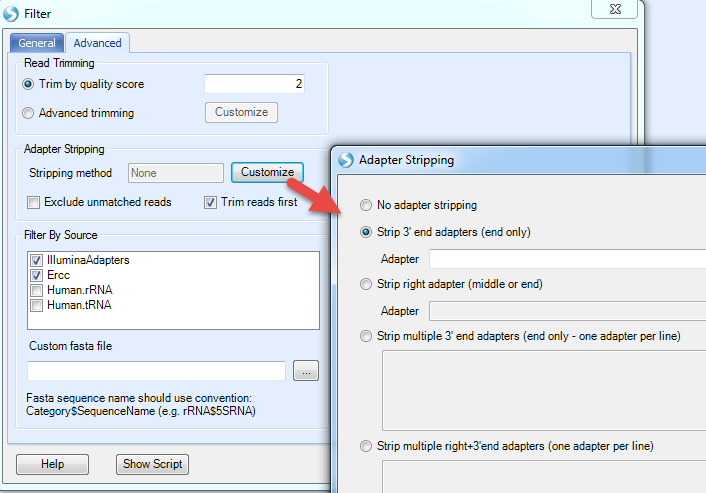 Filter
General Advanced
Read Trimming
Trim by quality score 2
Advanced trimming Customize
Adapter Stripping
Stripping method None Customize
Exclude unmatched reads Trim reads first
Filter By Source
IlluminaAdapters
Ercc
Human.rRNA
Human.tRNA
Custom fasta file
...
Fasta sequence name should use convention:
Category$SequenceName (e.g. rRNA$5SRNA)
Help Show Script
Adapter Stripping
No adapter stripping
Strip 3' end adapters (end only)
Adapter
Strip right adapter (middle or end)
Adapter
Strip multiple 3' end adapters (end only - one adapter per line)
Strip multiple right+3'end adapters (one adapter per line)